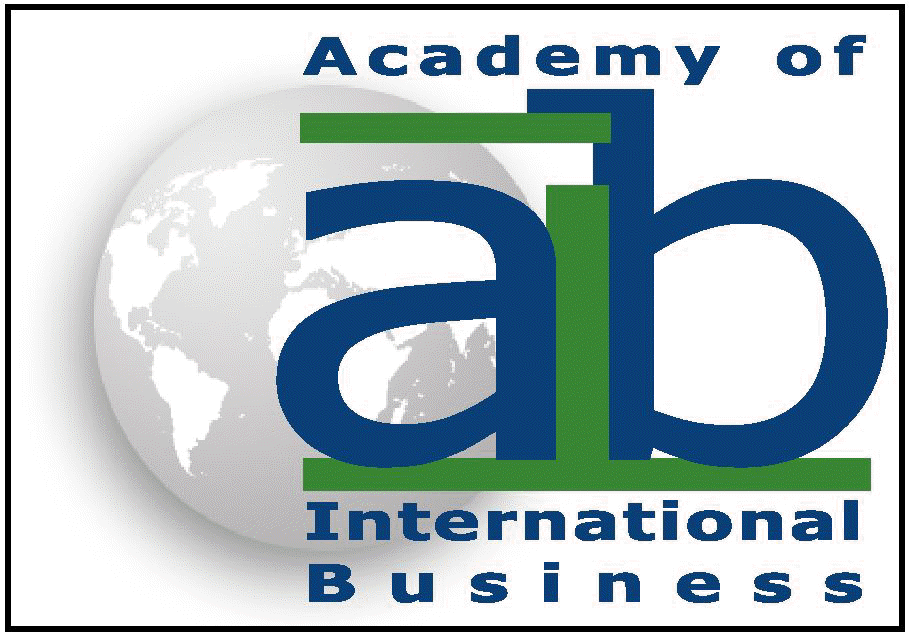 Academy of
aib
International
Business